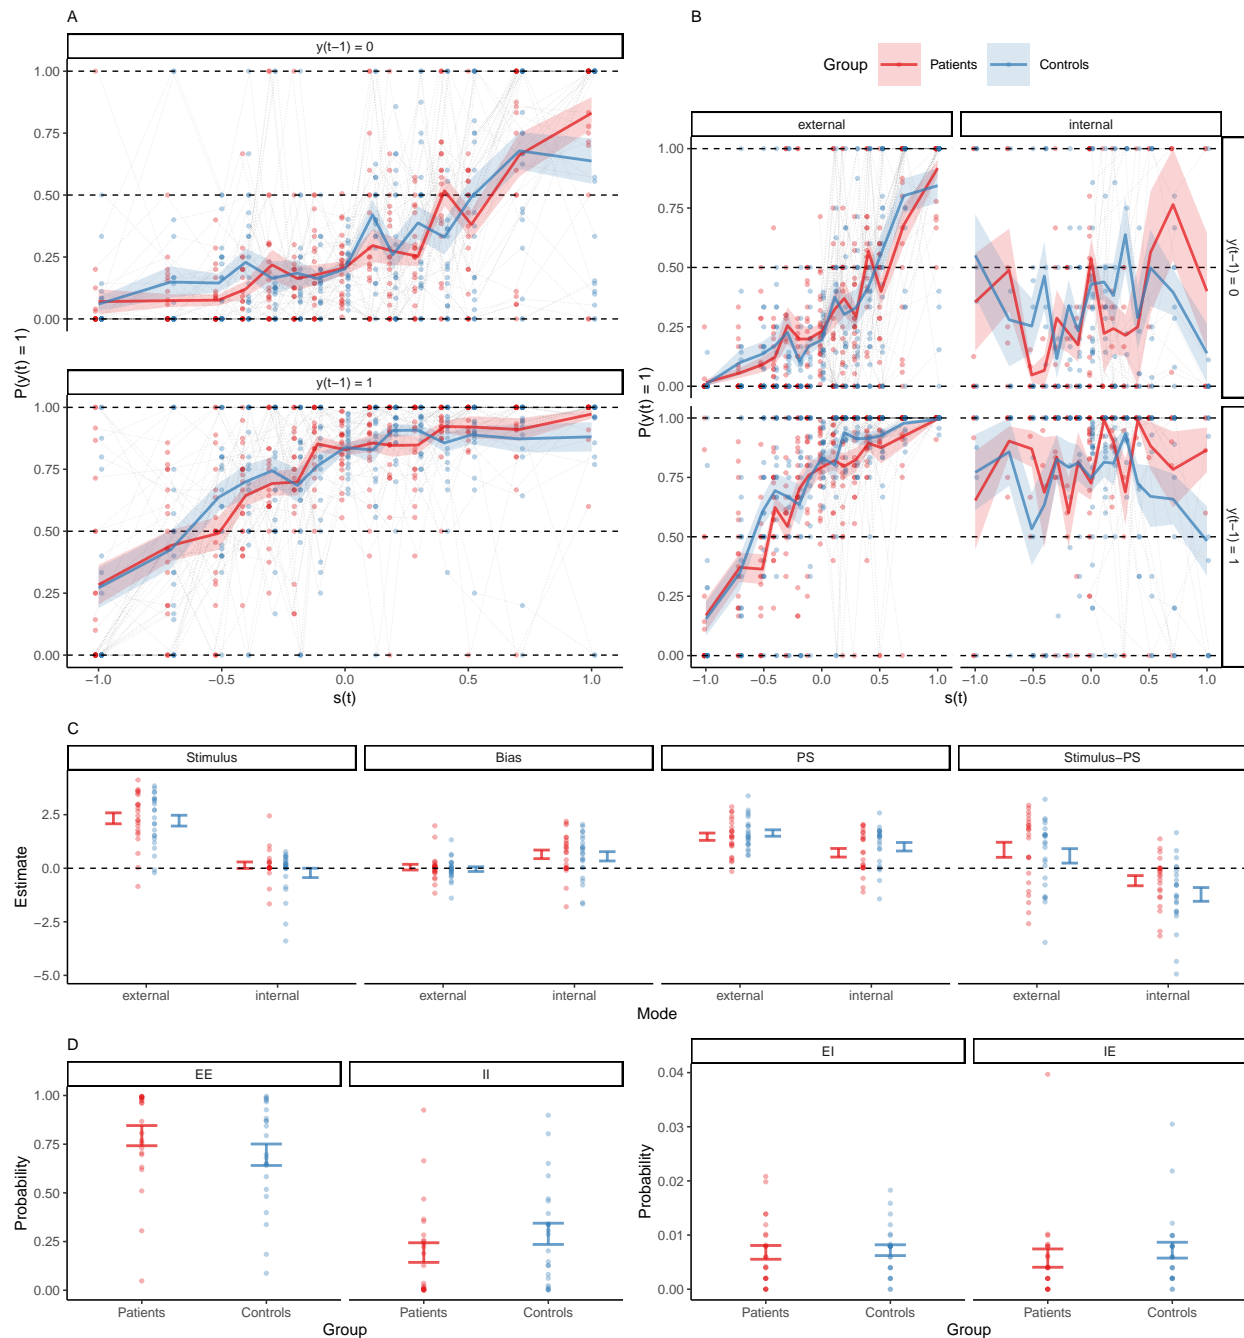 A
y(t−1) = 0
1.00
0.75
0.50
0.25
0.00
y(t−1) = 1
1.00
0.75
0.50
0.25
0.00
P(y(t) = 1)
−1.0 −0.5 0.0 0.5 1.0
s(t)
B
Group Patients Controls
external internal
1.00
0.75
0.50
0.25
0.00
y(t−1) = 0
1.00
0.75
0.50
0.25
0.00
y(t−1) = 1
P(y(t) = 1)
−1.0 −0.5 0.0 0.5 1.0 −1.0 −0.5 0.0 0.5 1.0
s(t)
C
Stimulus Bias PS Stimulus−PS
2.5
0.0
−2.5
−5.0
Estimate
external internal external internal external internal external internal
Mode
D
EE II
1.00
0.75
0.50
0.25
0.00
Probability
Patients Controls Patients Controls
Group
EI IE
0.04
0.03
0.02
0.01
0.00
Probability
Patients Controls Patients Controls
Group